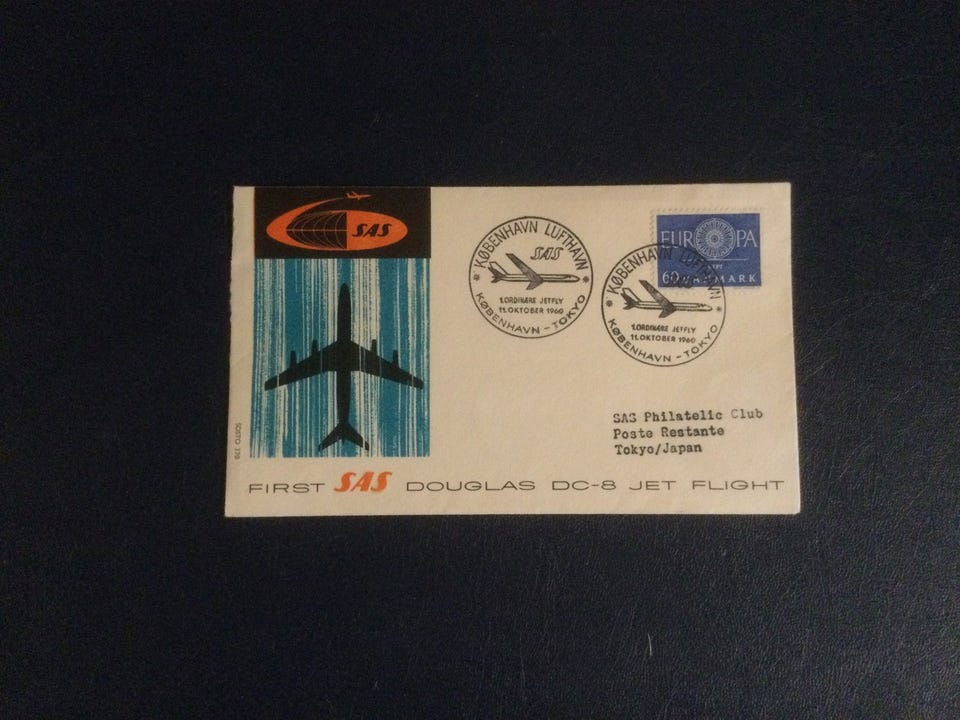 SAS
KØBENHAVN LUFTHAVN
SAS
1.ORDINÆRE JETFLY
11.OKTOBER 1960
KØBENHAVN - TOKYO
EUROPA
60 DANMARK
KØBENHAVN LUFTHAVN
1.ORDINÆRE JETFLY
11.OKTOBER 1960
KØBENHAVN - TOKYO
SAS Philatelic Club
Poste Restante
Tokyo/Japan
FIRST SAS DOUGLAS DC-8 JET FLIGHT